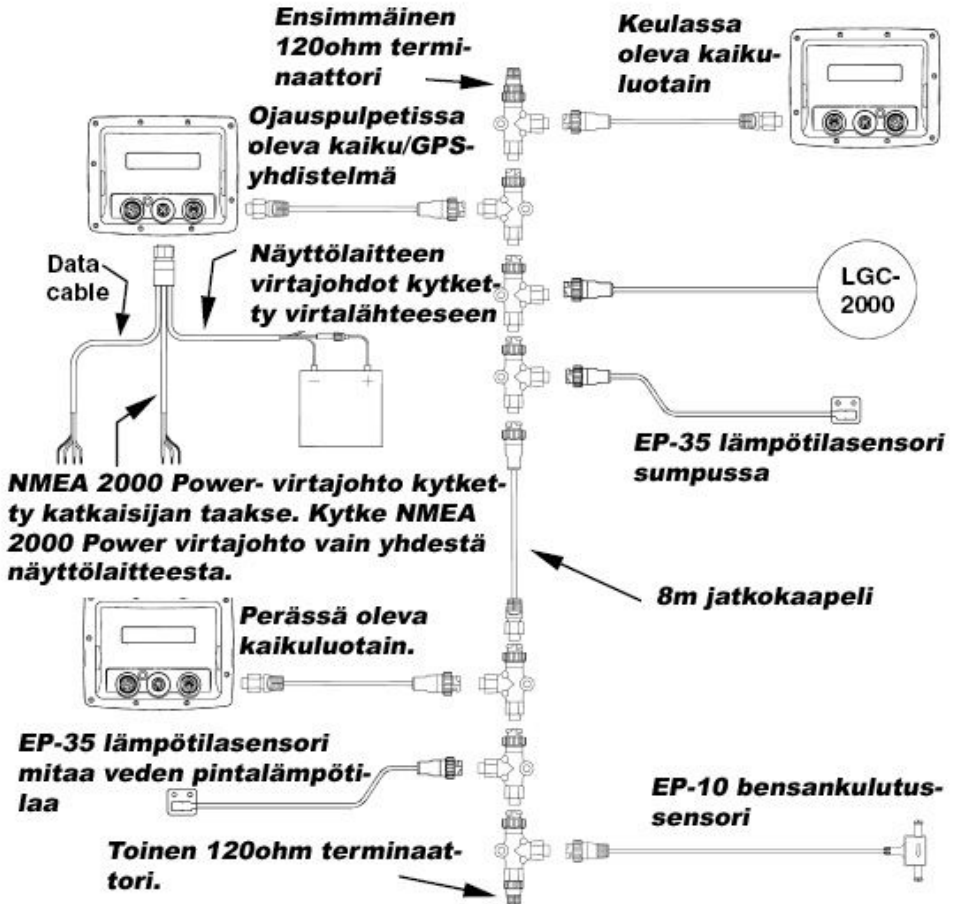 Ensimmäinen
120ohm termi-
naattori
Keulassa
oleva kaiku-
luotain
Ojauspulpetissa
oleva kaiku/GPS-
yhdistelmä
Data
cable
Näyttölaitteen
virtajohdot kytket-
ty virtalähteeseen
LGC-
2000
- +
EP-35 lämpötilasensori
sumpussa
NMEA 2000 Power- virtajohto kytket-
ty katkaisijan taakse. Kytke NMEA
2000 Power virtajohto vain yhdestä
näyttölaitteesta.
8m jatkokaapeli
Perässä oleva
kaikuluotain.
EP-35 lämpötilasensori
mitaa veden pintalämpöti-
laa
EP-10 bensankulutus-
sensori
Toinen 120ohm terminaat-
tori.